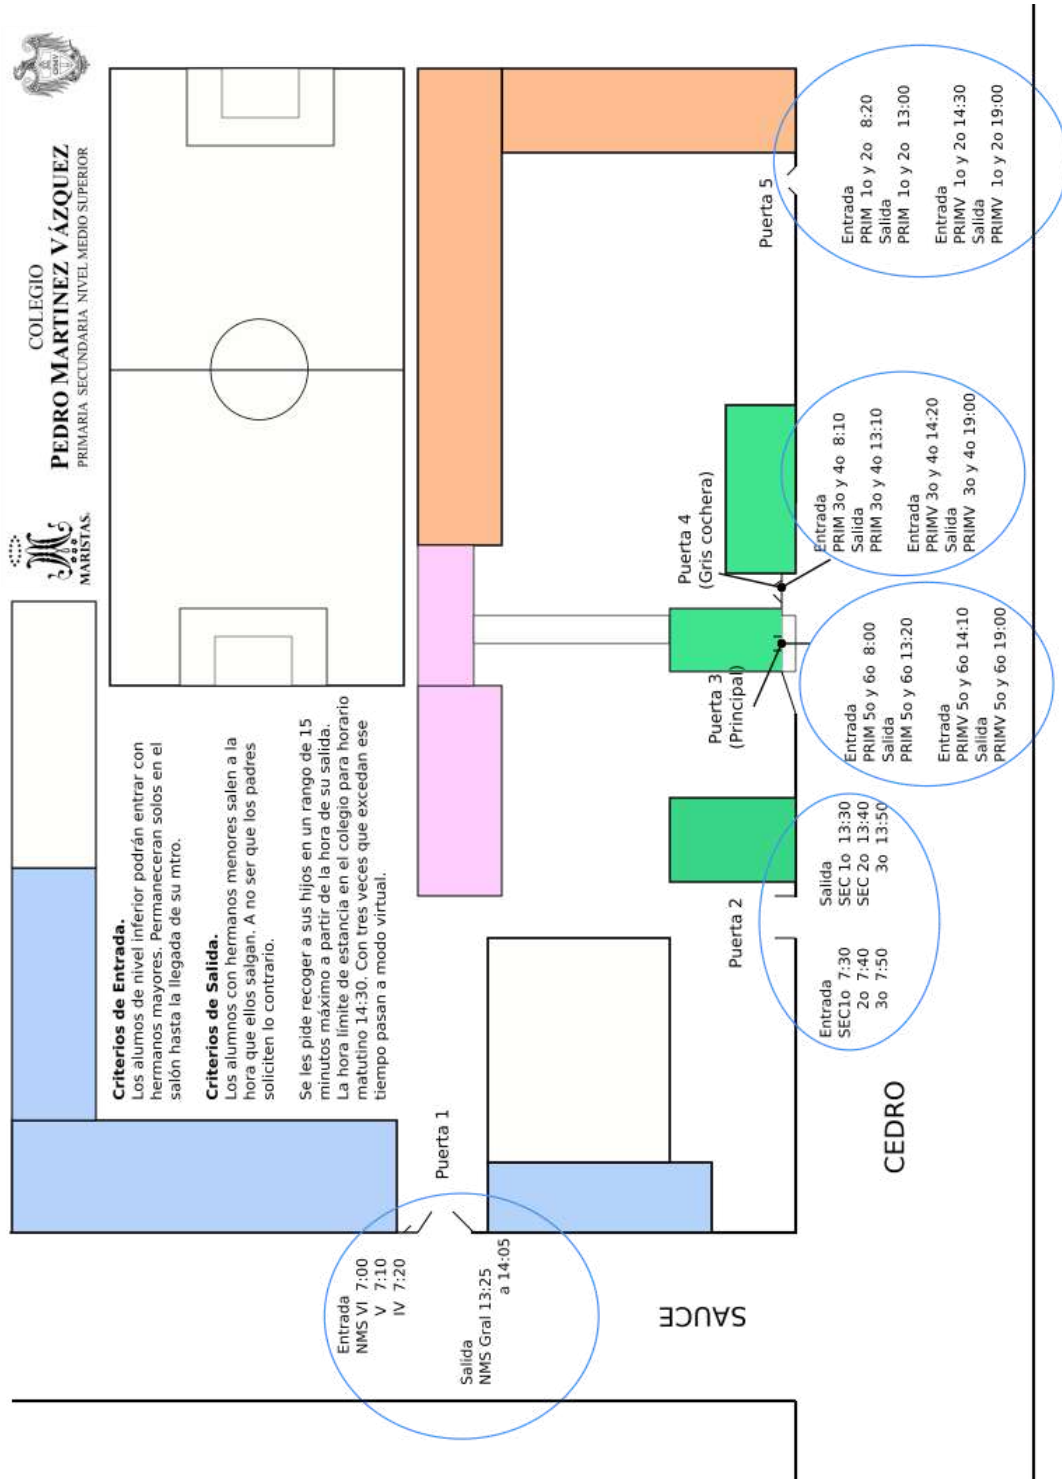 COLEGIO
PEDRO MARTINEZ VÁZQUEZ
PRIMARIA SECUNDARIA NIVEL MEDIO SUPERIOR
MARISTAS.
Criterios de Entrada.
Los alumos de nivel inferior podrán entrar con
hermanos mayores. Permaneceran solos en el
salón hasta la llegada de su mtro.
Criterios de Salida.
Los alumnos con hermanos menores salen a la
hora que ellos salgan. A no ser que los padres
soliciten lo contrario.
Se les pide recoger a sus hijos en un rango de 15
minutos máximo a partir de la hora de su salida.
La hora límite de estancia en el colegio para horario
matutino 14:30. Con tres veces que excedan ese
tiempo pasan a modo virtual.
Puerta 1
Entrada
NMS VI 7:00
V 7:10
IV 7:20
Salida
NMS Gral 13:25
a 14:05
SAUCE
Puerta 2
Entrada
SEC1o 7:30
2o 7:40
3o 7:50
Salida
SEC 1o 13:30
SEC 2o 13:40
3o 13:50
Puerta 3
(Principal)
Entrada
PRIM 5o y 6o 8:00
Salida
PRIM 5o y 6o 13:20
Entrada
PRIMV 5o y 6o 14:10
Salida
PRIMV 5o y 6o 19:00
Puerta 4
(Gris cochera)
Entrada
PRIM 3o y 4o 8:10
Salida
PRIM 3o y 4o 13:10
Entrada
PRIMV 3o y 4o 14:20
Salida
PRIMV 3o y 4o 19:00
Puerta 5
Entrada
PRIM 1o y 2o 8:20
Salida
PRIM 1o y 2o 13:00
Entrada
PRIMV 1o y 2o 14:30
Salida
PRIMV 1o y 2o 19:00
CEDRO